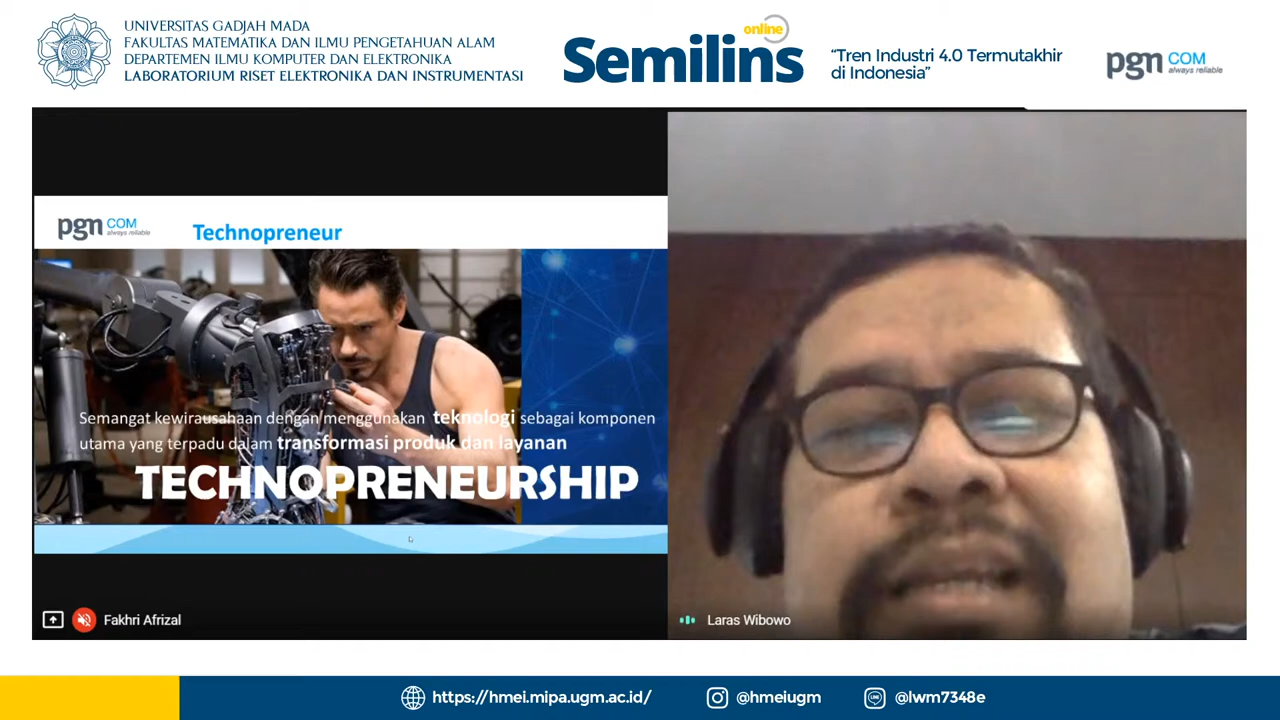 UNIVERSITAS GADJAH MADA
FAKULTAS MATEMATIKA DAN ILMU PENGETAHUAN ALAM
DEPARTEMEN ILMU KOMPUTER DAN ELEKTRONIKA
LABORATORIUM RISET ELEKTRONIKA DAN INSTRUMENTASI
online
Semilins
“Tren Industri 4.0 Termutakhir
di Indonesia”
pgn COM
always reliable
pgn COM
always reliable
Technopreneur
Semangat kewirausahaan dengan menggunakan teknologi sebagai komponen
utama yang terpadu dalam transformasi produk dan layanan
TECHNOPRENEURSHIP
Fakhri Afrizal
Laras Wibowo
https://hmei.mipa.ugm.ac.id/
@hmeiugm
LINE
@lwm7348e